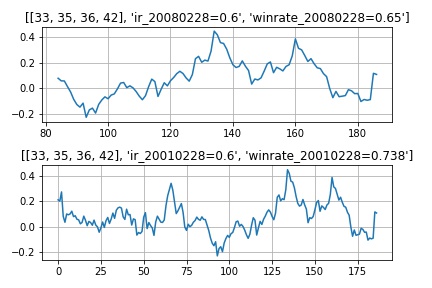 [[33, 35, 36, 42], 'ir_20080228=0.6', 'winrate_20080228=0.65']
0.4
0.2
0.0
−0.2
80 100 120 140 160 180
[[33, 35, 36, 42], 'ir_20010228=0.6', 'winrate_20010228=0.738']
0.4
0.2
0.0
−0.2
0 25 50 75 100 125 150 175